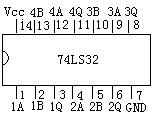 Vcc 4B 4A 4Q 3B 3A 3Q
14 13 12 11 10 9 8
74LS32
1 2 3 4 5 6 7
1A 1B 1Q 2A 2B 2Q GND